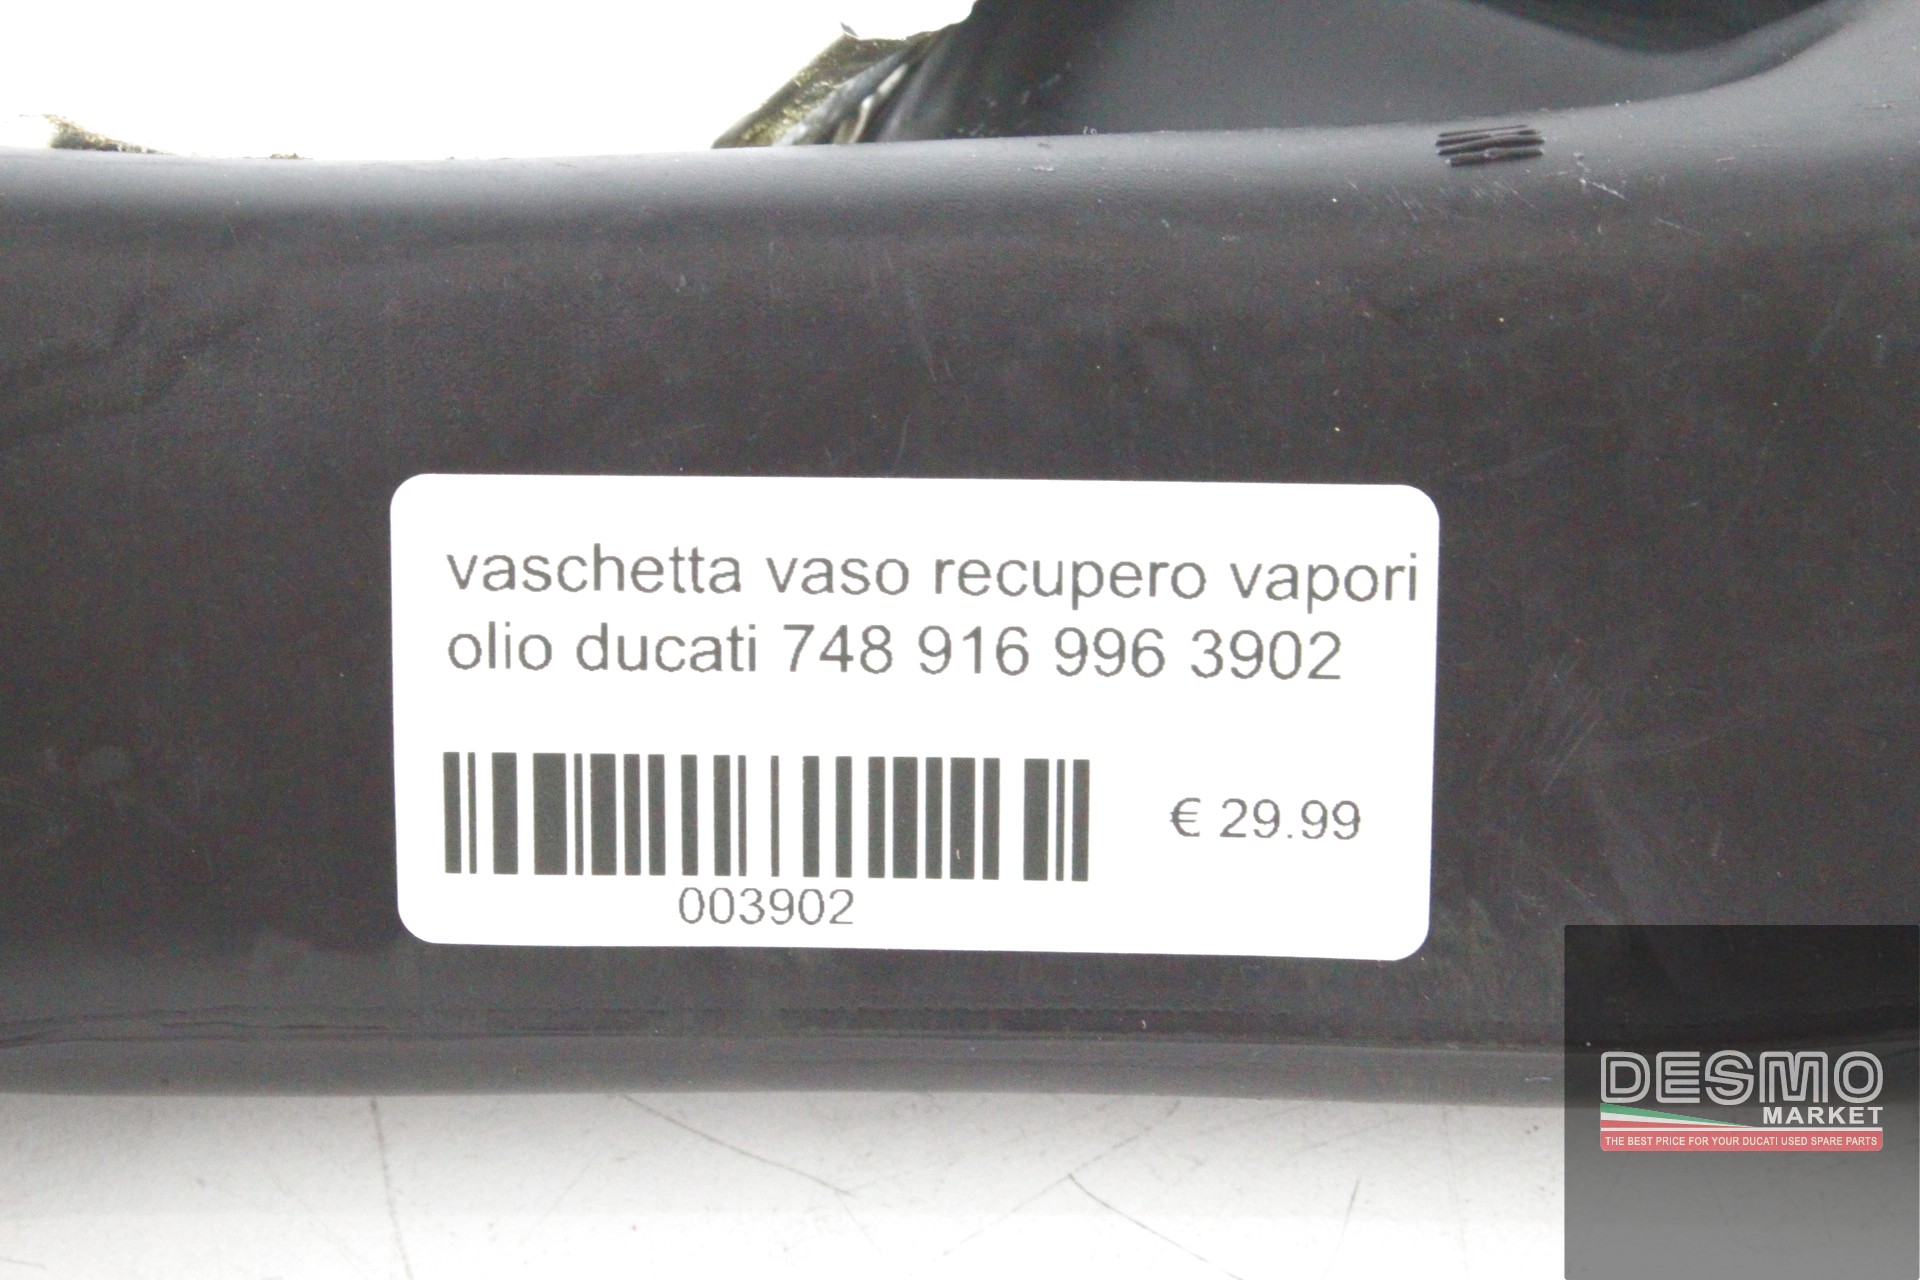 vaschetta vaso recupero vapori
olio ducati 748 916 996 3902
€ 29.99
003902
DESMO
MARKET
THE BEST PRICE FOR YOUR DUCATI USED SPARE PARTS